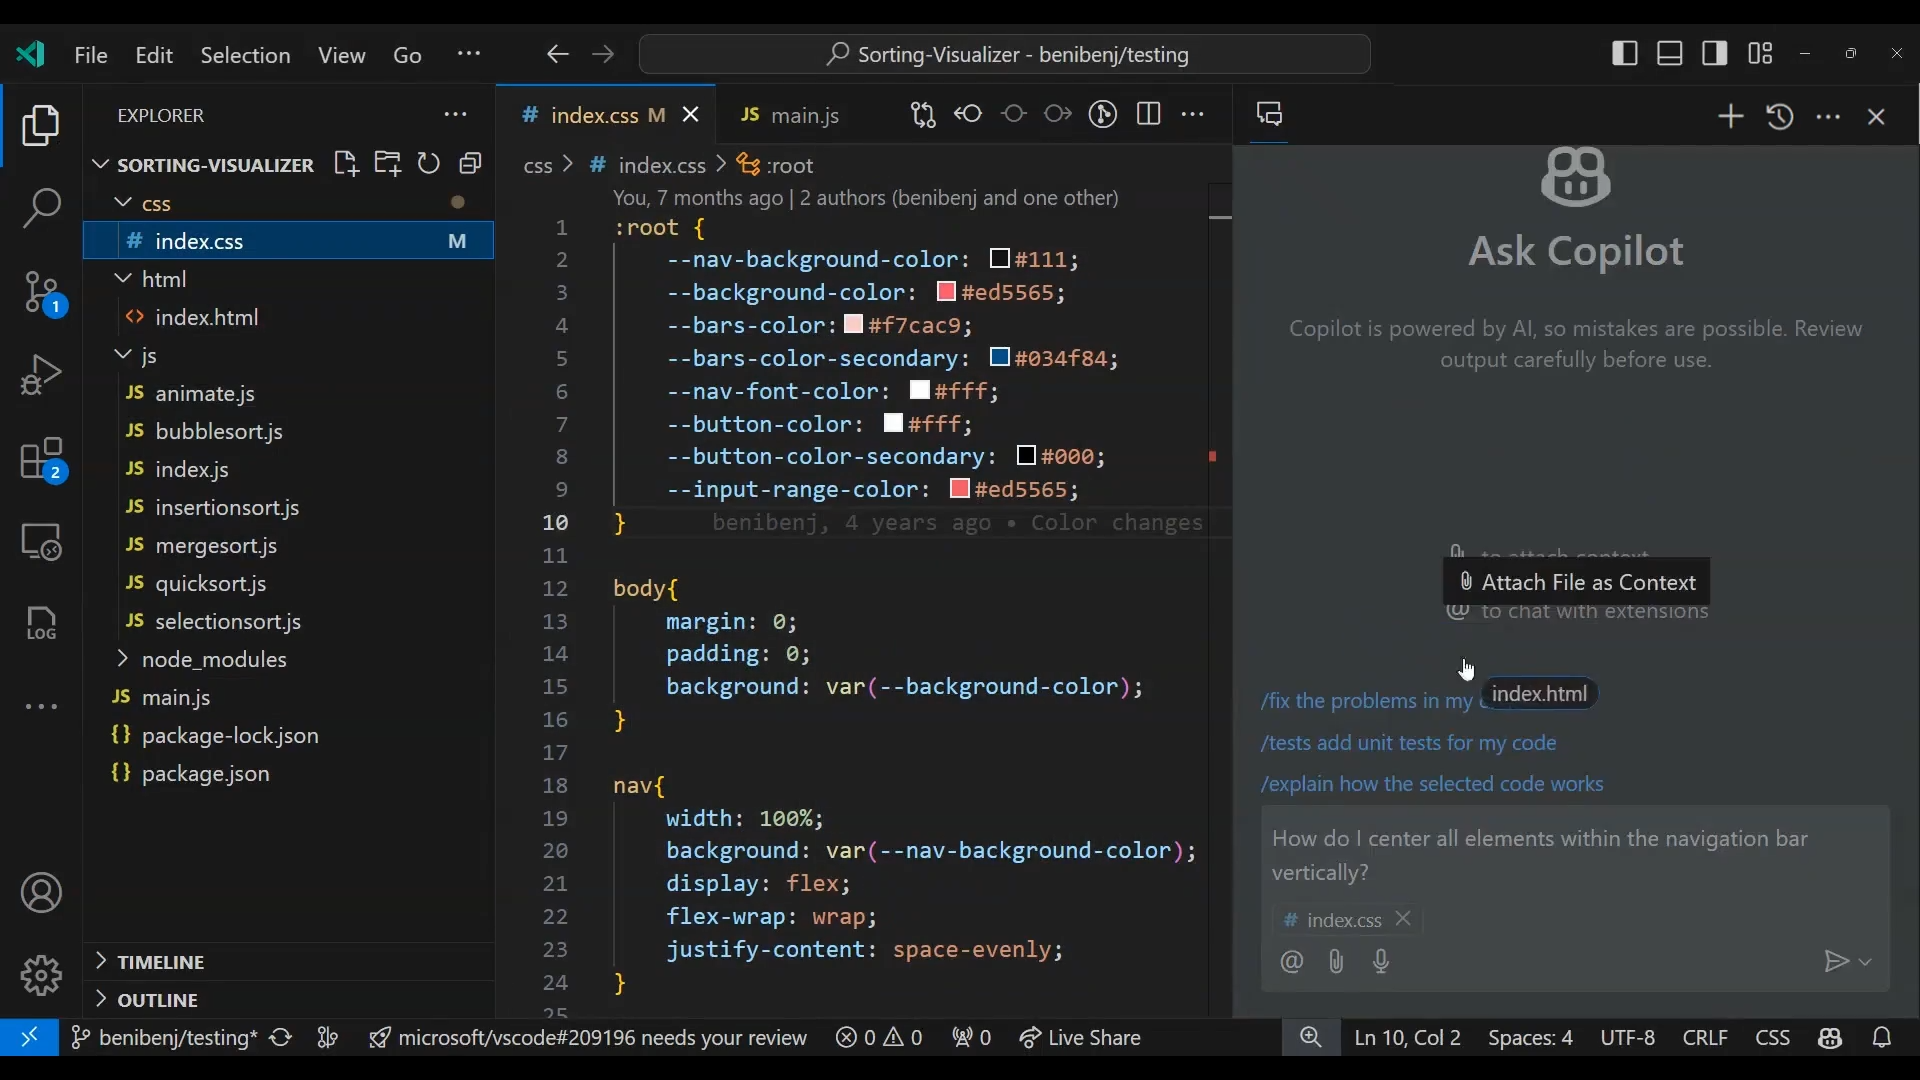 File Edit Selection View Go ···
Sorting-Visualizer - benibenj/testing
EXPLORER
SORTING-VISUALIZER
css
# index.css M
html
<> index.html
js
JS animate.js
JS bubblesort.js
JS index.js
JS insertionsort.js
JS mergesort.js
JS quicksort.js
JS selectionsort.js
node_modules
JS main.js
{} package-lock.json
{} package.json
TIMELINE
OUTLINE
1
2
LOG
# index.css M
JS main.js
css > # index.css > :root
You, 7 months ago | 2 authors (benibenj and one other)
1 :root {
2 --nav-background-color: #111;
3 --background-color: #ed5565;
4 --bars-color: #f7cac9;
5 --bars-color-secondary: #034f84;
6 --nav-font-color: #fff;
7 --button-color: #fff;
8 --button-color-secondary: #000;
9 --input-range-color: #ed5565;
10 } benibenj, 4 years ago • Color changes
11
12 body{
13 margin: 0;
14 padding: 0;
15 background: var(--background-color);
16 }
17
18 nav{
19 width: 100%;
20 background: var(--nav-background-color);
21 display: flex;
22 flex-wrap: wrap;
23 justify-content: space-evenly;
24 }
25
Ask Copilot
Copilot is powered by AI, so mistakes are possible. Review
output carefully before use.
to attach context
Attach File as Context
@ to chat with extensions
/fix the problems in my
index.html
/tests add unit tests for my code
/explain how the selected code works
How do I center all elements within the navigation bar
vertically?
# index.css
@
benibenj/testing* microsoft/vscode#209196 needs your review 0 0 0 Live Share Ln 10, Col 2 Spaces: 4 UTF-8 CRLF CSS